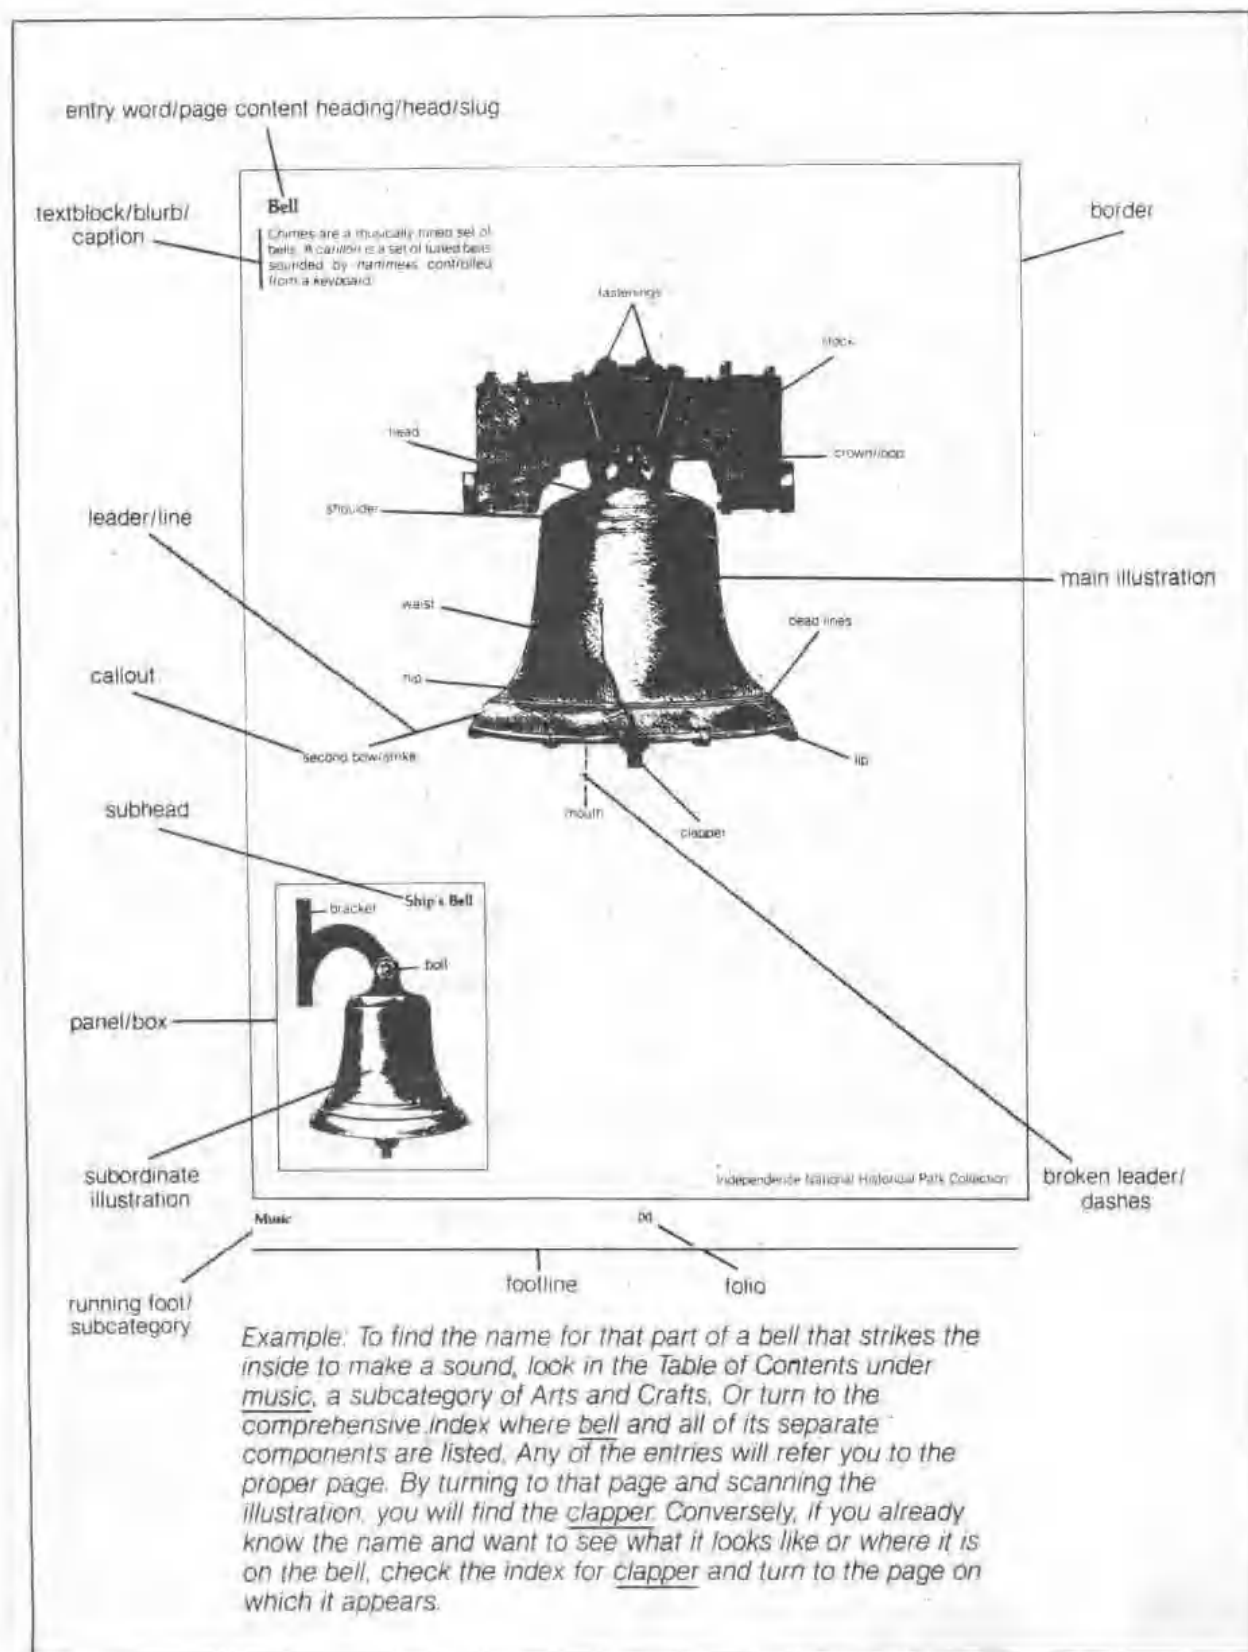 entry word/page content heading/head/slug
textblock/blurb/
caption
Bell
Chimes are a musically tuned set of
bells. A carillon is a set of tuned bells
sounded by hammers controlled
from a keyboard.
border
fastenings
stock
head
crown/loop
shoulder
leader/line
main illustration
waist
bead lines
callout
hip
second bow/strike
lip
mouth
clapper
subhead
Ship's Bell
bracket
bolt
panel/box
subordinate
illustration
Independence National Historical Park Collection
broken leader/
dashes
Music
footline
folio
running foot/
subcategory
Example: To find the name for that part of a bell that strikes the
inside to make a sound, look in the Table of Contents under
music, a subcategory of Arts and Crafts. Or turn to the
comprehensive index where bell and all of its separate
components are listed. Any of the entries will refer you to the
proper page. By turning to that page and scanning the
illustration, you will find the clapper. Conversely, if you already
know the name and want to see what it looks like or where it is
on the bell, check the index for clapper and turn to the page on
which it appears.